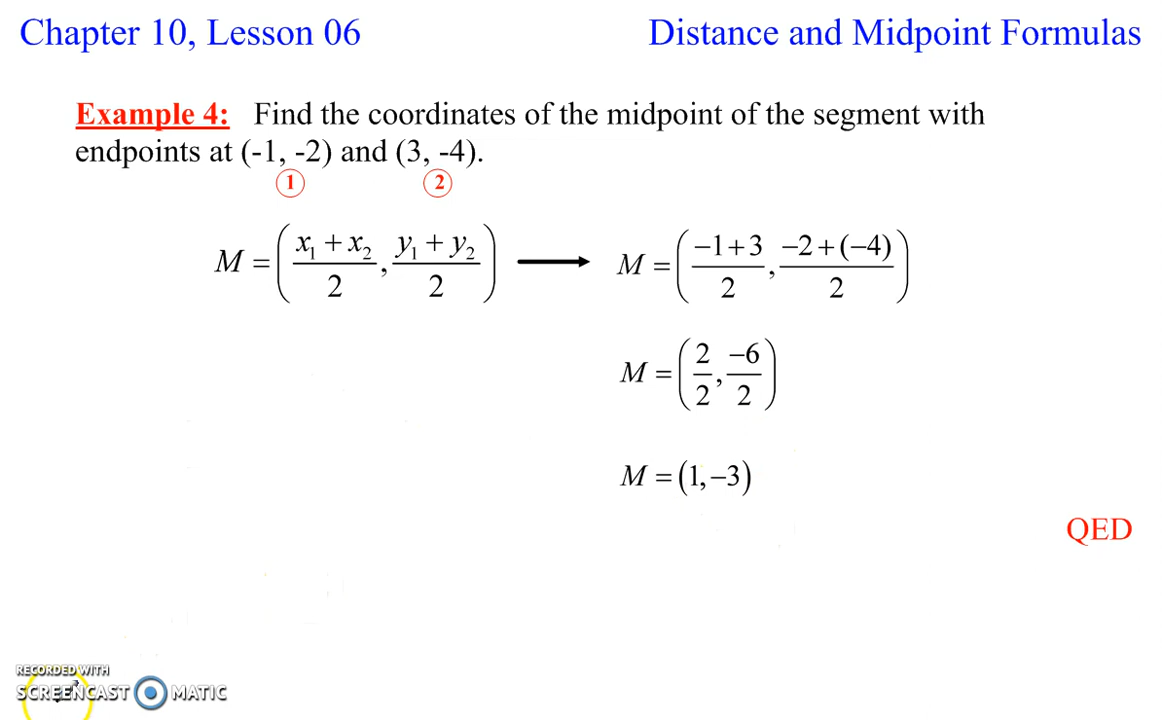 Chapter 10, Lesson 06 Distance and Midpoint Formulas
Example 4: Find the coordinates of the midpoint of the segment with
endpoints at (-1, -2) and (3, -4).
① ②
M = ( (x₁ + x₂)/2 , (y₁ + y₂)/2 ) ⟶ M = ( (−1+3)/2 , (−2+(−4))/2 )
M = ( 2/2 , −6/2 )
M = (1,−3)
QED
RECORDED WITH
SCREENCAST MATIC